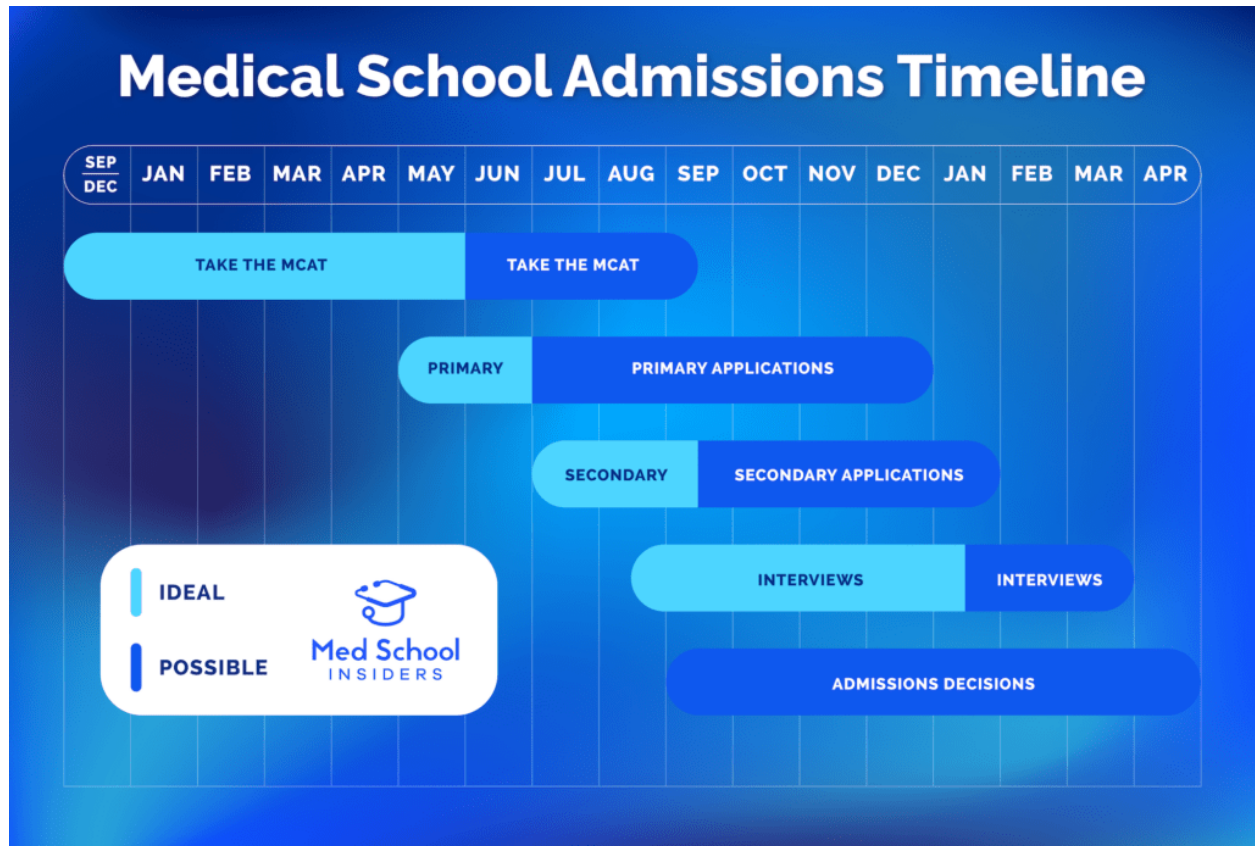 Medical School Admissions Timeline
SEP
DEC
JAN FEB MAR APR MAY JUN JUL AUG SEP OCT NOV DEC JAN FEB MAR APR
TAKE THE MCAT TAKE THE MCAT
PRIMARY PRIMARY APPLICATIONS
SECONDARY SECONDARY APPLICATIONS
INTERVIEWS INTERVIEWS
ADMISSIONS DECISIONS
IDEAL
POSSIBLE
Med School
INSIDERS